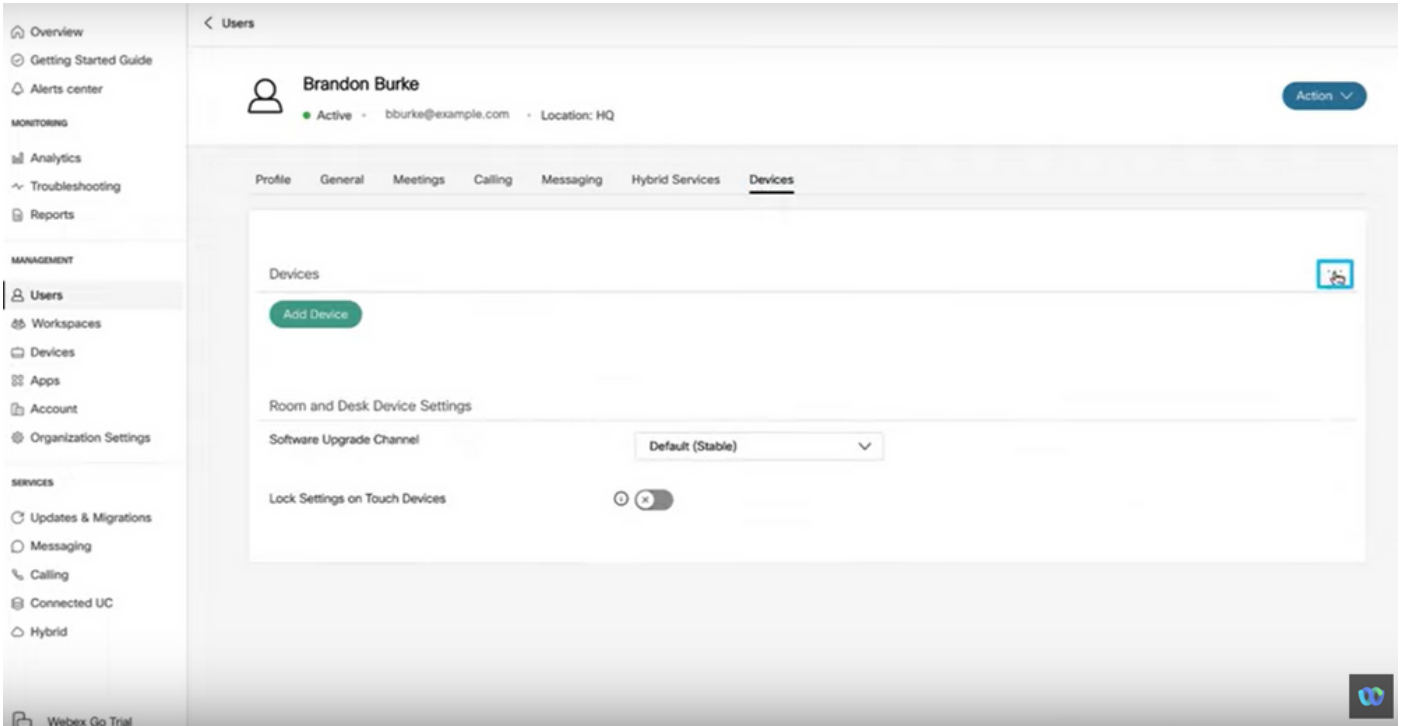 Overview
Getting Started Guide
Alerts center
MONITORING
Analytics
Troubleshooting
Reports
MANAGEMENT
Users
Workspaces
Devices
Apps
Account
Organization Settings
SERVICES
Updates & Migrations
Messaging
Calling
Connected UC
Hybrid
Webex Go Trial
Users
Brandon Burke
Active • bburke@example.com • Location: HQ
Action
Profile General Meetings Calling Messaging Hybrid Services Devices
Devices
Add Device
Room and Desk Device Settings
Software Upgrade Channel Default (Stable)
Lock Settings on Touch Devices